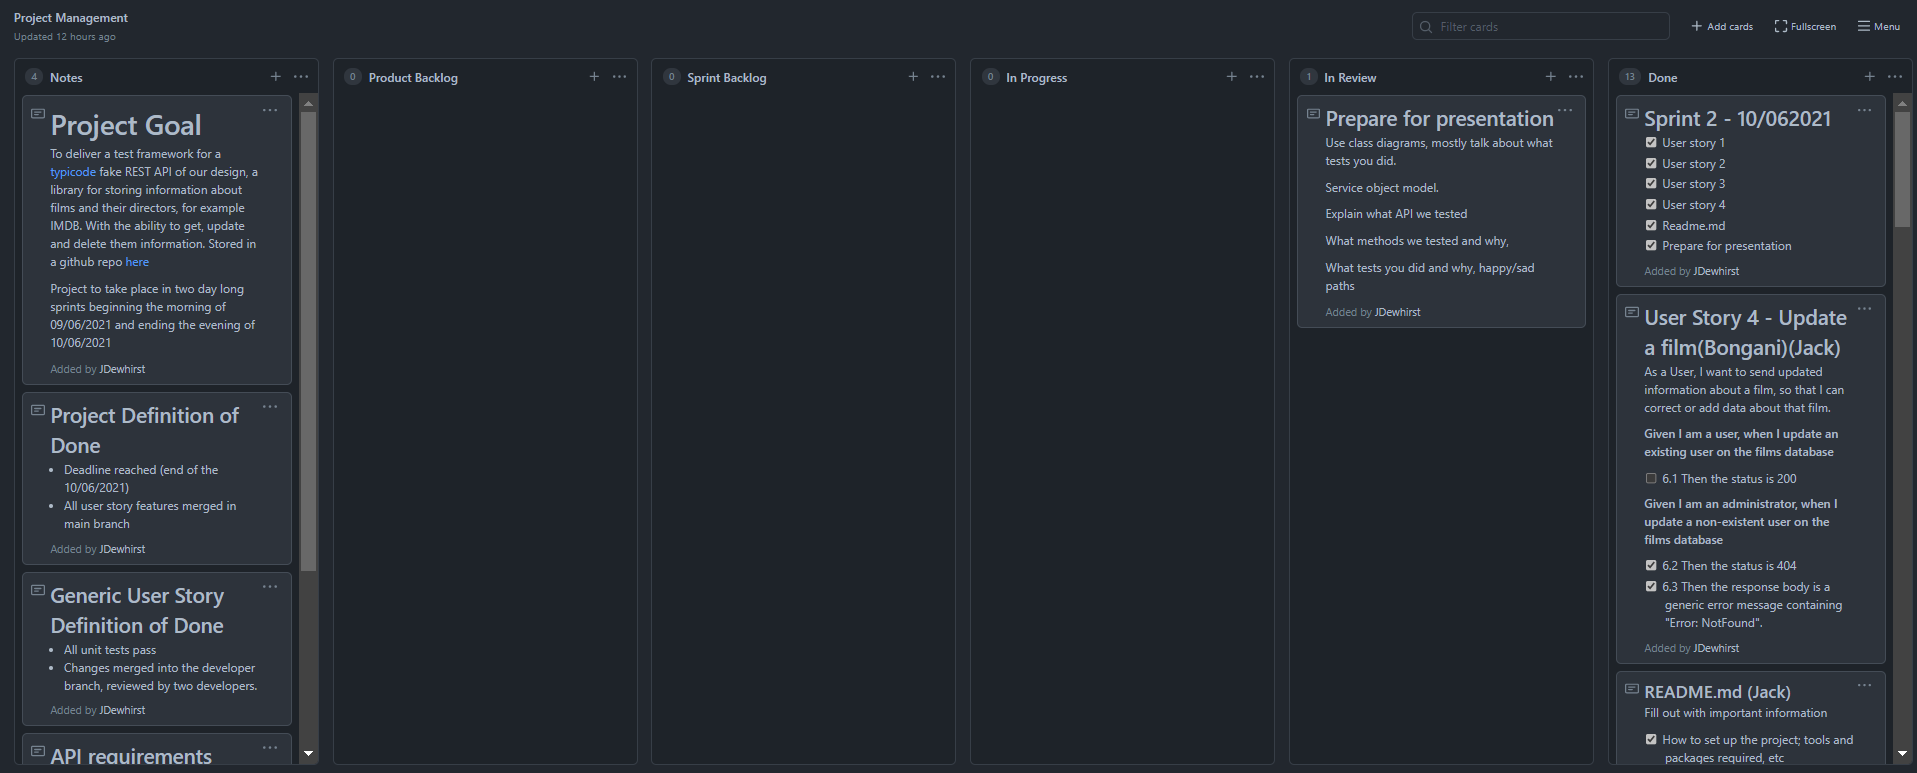 Project Management
Updated 12 hours ago
Filter cards
Add cards
Fullscreen
Menu
4 Notes
Project Goal
To deliver a test framework for a
typicode fake REST API of our design, a
library for storing information about
films and their directors, for example
IMDB. With the ability to get, update
and delete them information. Stored in
a github repo here
Project to take place in two day long
sprints beginning the morning of
09/06/2021 and ending the evening of
10/06/2021
Added by JDewhirst
Project Definition of
Done
Deadline reached (end of the
10/06/2021)
All user story features merged in
main branch
Added by JDewhirst
Generic User Story
Definition of Done
All unit tests pass
Changes merged into the developer
branch, reviewed by two developers.
Added by JDewhirst
API requirements
0 Product Backlog
0 Sprint Backlog
0 In Progress
1 In Review
Prepare for presentation
Use class diagrams, mostly talk about what
tests you did.
Service object model.
Explain what API we tested
What methods we tested and why,
What tests you did and why, happy/sad
paths
Added by JDewhirst
13 Done
Sprint 2 - 10/062021
User story 1
User story 2
User story 3
User story 4
Readme.md
Prepare for presentation
Added by JDewhirst
User Story 4 - Update
a film(Bongani)(Jack)
As a User, I want to send updated
information about a film, so that I can
correct or add data about that film.
Given I am a user, when I update an
existing user on the films database
6.1 Then the status is 200
Given I am an administrator, when I
update a non-existent user on the
films database
6.2 Then the status is 404
6.3 Then the response body is a
generic error message containing
"Error: NotFound".
Added by JDewhirst
README.md (Jack)
Fill out with important information
How to set up the project; tools and
packages required, etc